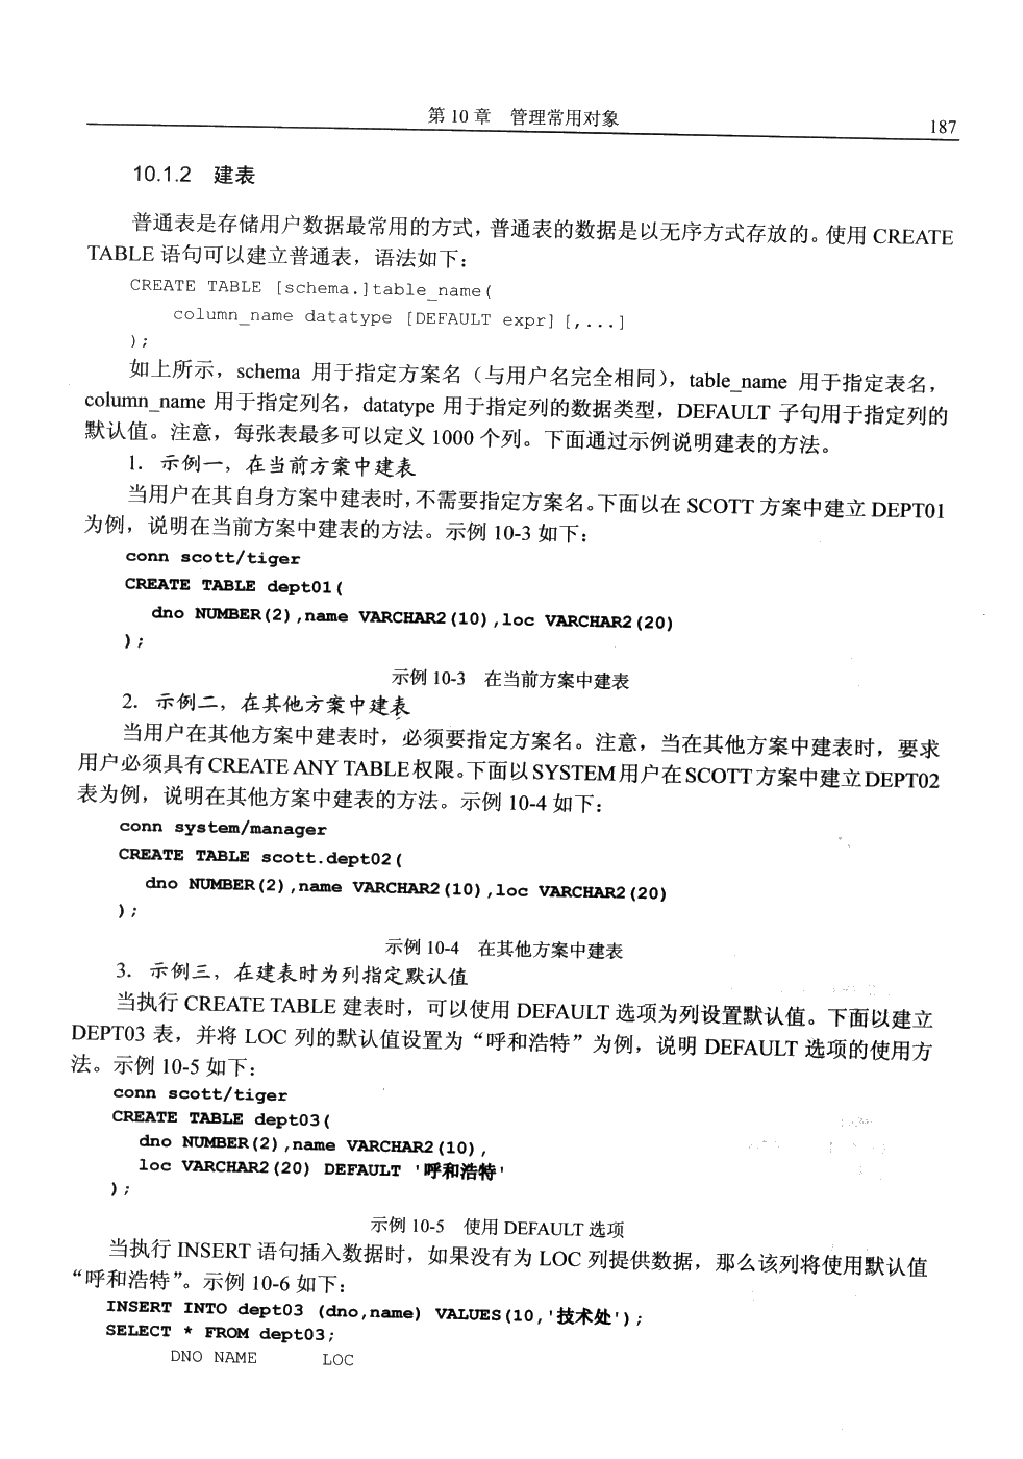 第 10 章　管理常用对象
187
10.1.2　建表
普通表是存储用户数据最常用的方式，普通表的数据是以无序方式存放的。使用 CREATE
TABLE 语句可以建立普通表，语法如下：
CREATE TABLE [schema.]table_name(
column_name datatype [DEFAULT expr] [,...]
);
如上所示，schema 用于指定方案名（与用户名完全相同），table_name 用于指定表名，
column_name 用于指定列名，datatype 用于指定列的数据类型，DEFAULT 子句用于指定列的
默认值。注意，每张表最多可以定义 1000 个列。下面通过示例说明建表的方法。
1．示例一，在当前方案中建表
当用户在其自身方案中建表时，不需要指定方案名。下面以在 SCOTT 方案中建立 DEPT01
为例，说明在当前方案中建表的方法。示例 10-3 如下：
conn scott/tiger
CREATE TABLE dept01(
dno NUMBER(2),name VARCHAR2(10),loc VARCHAR2(20)
);
示例 10-3　在当前方案中建表
2．示例二，在其他方案中建表
当用户在其他方案中建表时，必须要指定方案名。注意，当在其他方案中建表时，要求
用户必须具有 CREATE ANY TABLE 权限。下面以 SYSTEM 用户在 SCOTT 方案中建立 DEPT02
表为例，说明在其他方案中建表的方法。示例 10-4 如下：
conn system/manager
CREATE TABLE scott.dept02(
dno NUMBER(2),name VARCHAR2(10),loc VARCHAR2(20)
);
示例 10-4　在其他方案中建表
3．示例三，在建表时为列指定默认值
当执行 CREATE TABLE 建表时，可以使用 DEFAULT 选项为列设置默认值。下面以建立
DEPT03 表，并将 LOC 列的默认值设置为“呼和浩特”为例，说明 DEFAULT 选项的使用方
法。示例 10-5 如下：
conn scott/tiger
CREATE TABLE dept03(
dno NUMBER(2),name VARCHAR2(10),
loc VARCHAR2(20) DEFAULT '呼和浩特'
);
示例 10-5　使用 DEFAULT 选项
当执行 INSERT 语句插入数据时，如果没有为 LOC 列提供数据，那么该列将使用默认值
“呼和浩特”。示例 10-6 如下：
INSERT INTO dept03 (dno,name) VALUES(10,'技术处');
SELECT * FROM dept03;
DNO NAME LOC